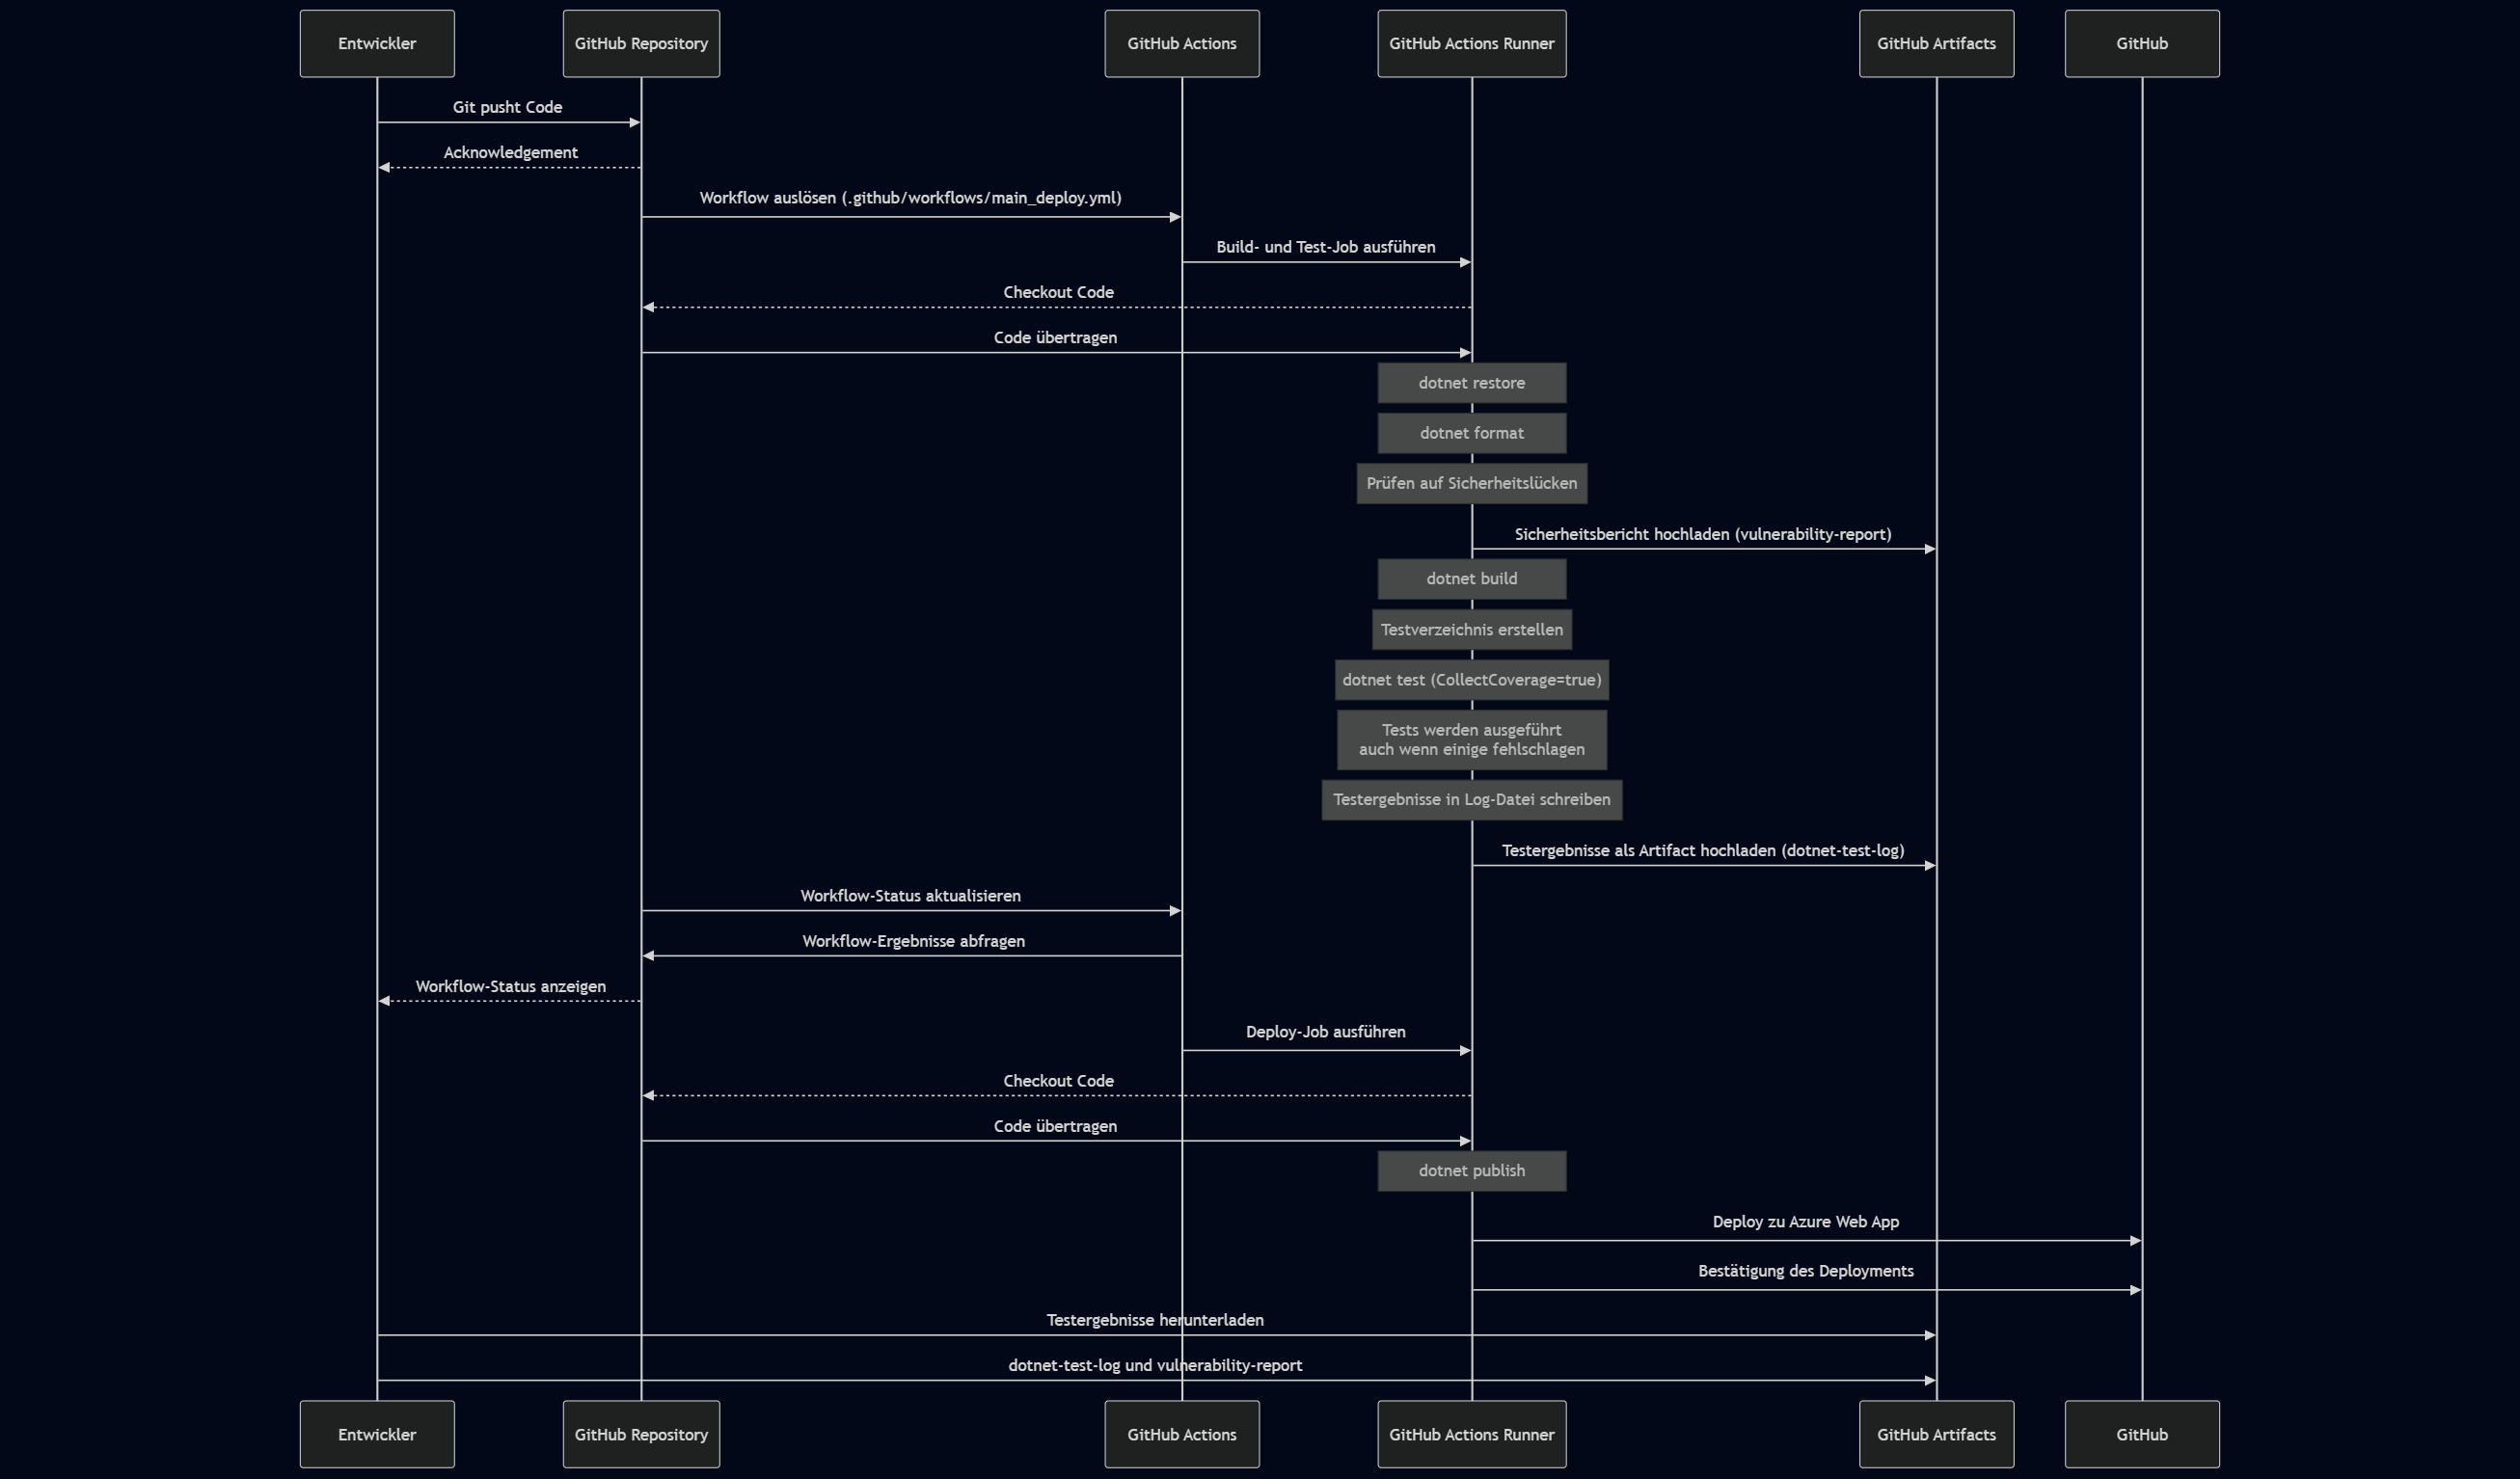 Entwickler
GitHub Repository
GitHub Actions
GitHub Actions Runner
GitHub Artifacts
GitHub
Git pusht Code
Acknowledgement
Workflow auslösen (.github/workflows/main_deploy.yml)
Build- und Test-Job ausführen
Checkout Code
Code übertragen
dotnet restore
dotnet format
Prüfen auf Sicherheitslücken
Sicherheitsbericht hochladen (vulnerability-report)
dotnet build
Testverzeichnis erstellen
dotnet test (CollectCoverage=true)
Tests werden ausgeführt
auch wenn einige fehlschlagen
Testergebnisse in Log-Datei schreiben
Testergebnisse als Artifact hochladen (dotnet-test-log)
Workflow-Status aktualisieren
Workflow-Ergebnisse abfragen
Workflow-Status anzeigen
Deploy-Job ausführen
Checkout Code
Code übertragen
dotnet publish
Deploy zu Azure Web App
Bestätigung des Deployments
Testergebnisse herunterladen
dotnet-test-log und vulnerability-report
Entwickler
GitHub Repository
GitHub Actions
GitHub Actions Runner
GitHub Artifacts
GitHub